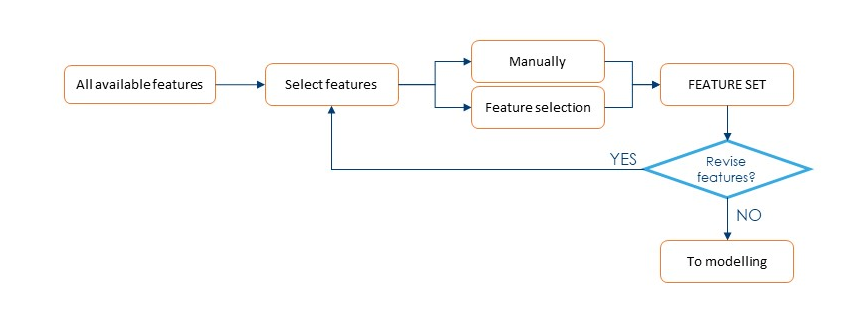 All available features
Select features
Manually
Feature selection
FEATURE SET
Revise
features?
YES
NO
To modelling